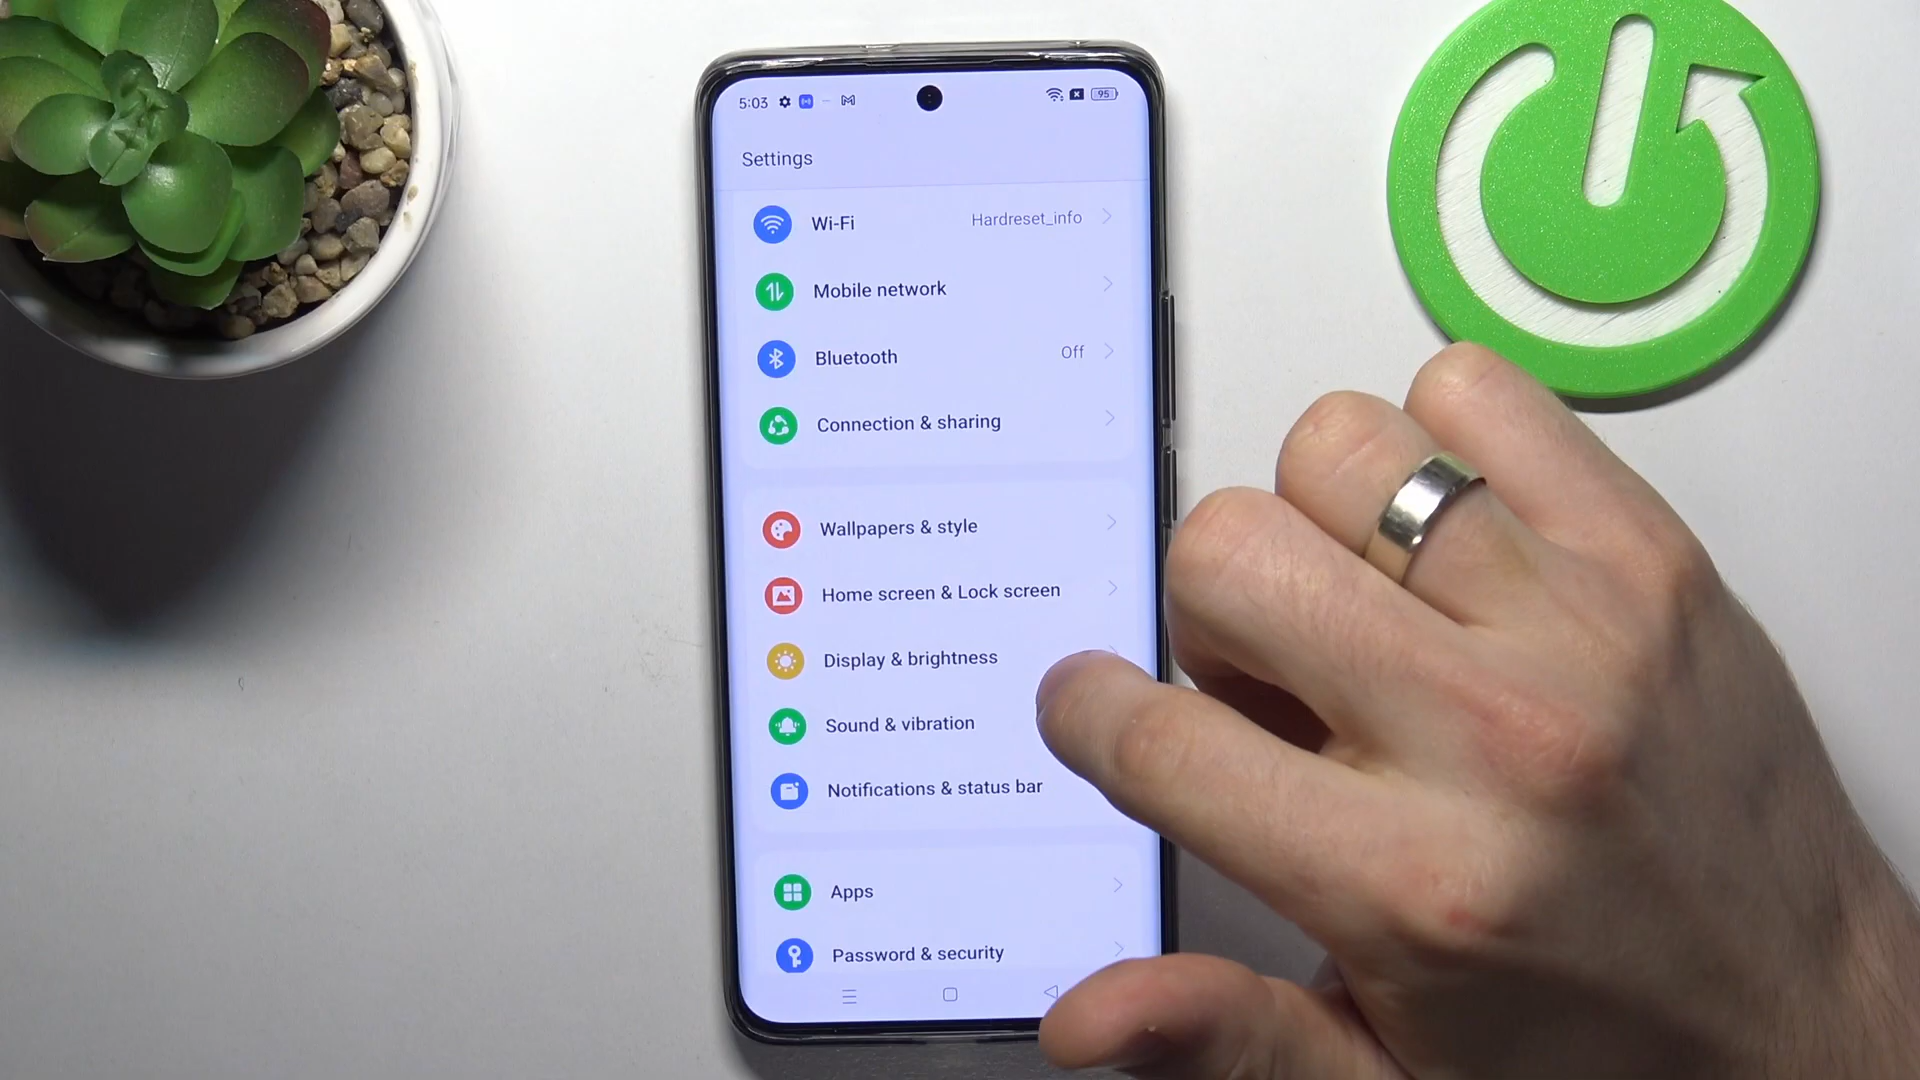 5:03
95
Settings
Wi-Fi Hardreset_info
Mobile network
Bluetooth Off
Connection & sharing
Wallpapers & style
Home screen & Lock screen
Display & brightness
Sound & vibration
Notifications & status bar
Apps
Password & security